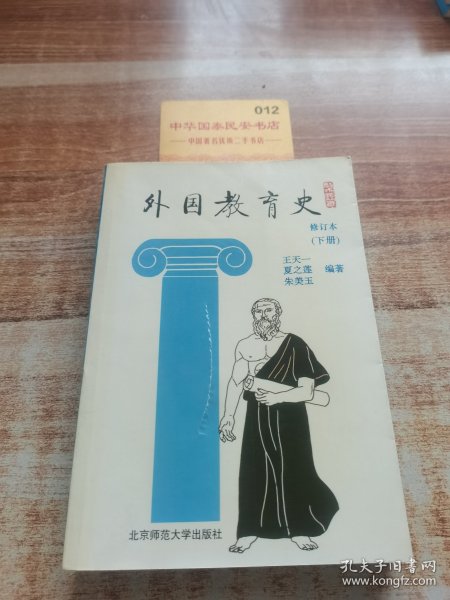 012
中华国泰民安书店
中国著名优质二手书店
外国教育史
修订本
(下册)
王天一
夏之莲 编著
朱美玉
北京师范大学出版社
孔夫子旧书网
www.kongfz.com